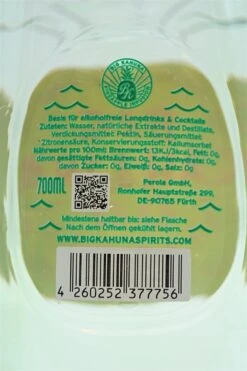 BIG KAHUNA
BK
Basis für alkoholfreie Longdrinks & Cocktails
Zutaten: Wasser, natürliche Extrakte und Destillate,
Verdickungsmittel: Pektin, Säuerungsmittel:
Zitronensäure, Konservierungsstoff: Kaliumsorbat
Nährwerte pro 100ml: Brennwert: 13KJ/3kcal, Fett: 0g,
davon gesättigte Fettsäuren: 0g, Kohlenhydrate: 0g,
davon Zucker: 0g, Eiweiß: 0g, Salz: 0g
700ML
Perola GmbH,
Ronhofer Hauptstraße 299,
DE-90765 Fürth
Mindestens haltbar bis: siehe Flasche
Nach dem Öffnen gekühlt lagern.
WWW.BIGKAHUNASPIRITS.COM
4 260252 377756